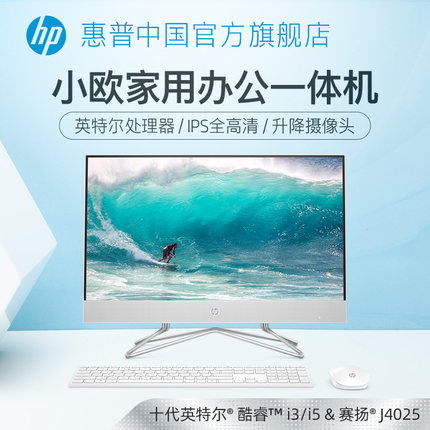 hp 惠普中国官方旗舰店
小欧家用办公一体机
英特尔处理器/IPS全高清/升降摄像头
hp
十代英特尔® 酷睿™ i3/i5 & 赛扬® J4025